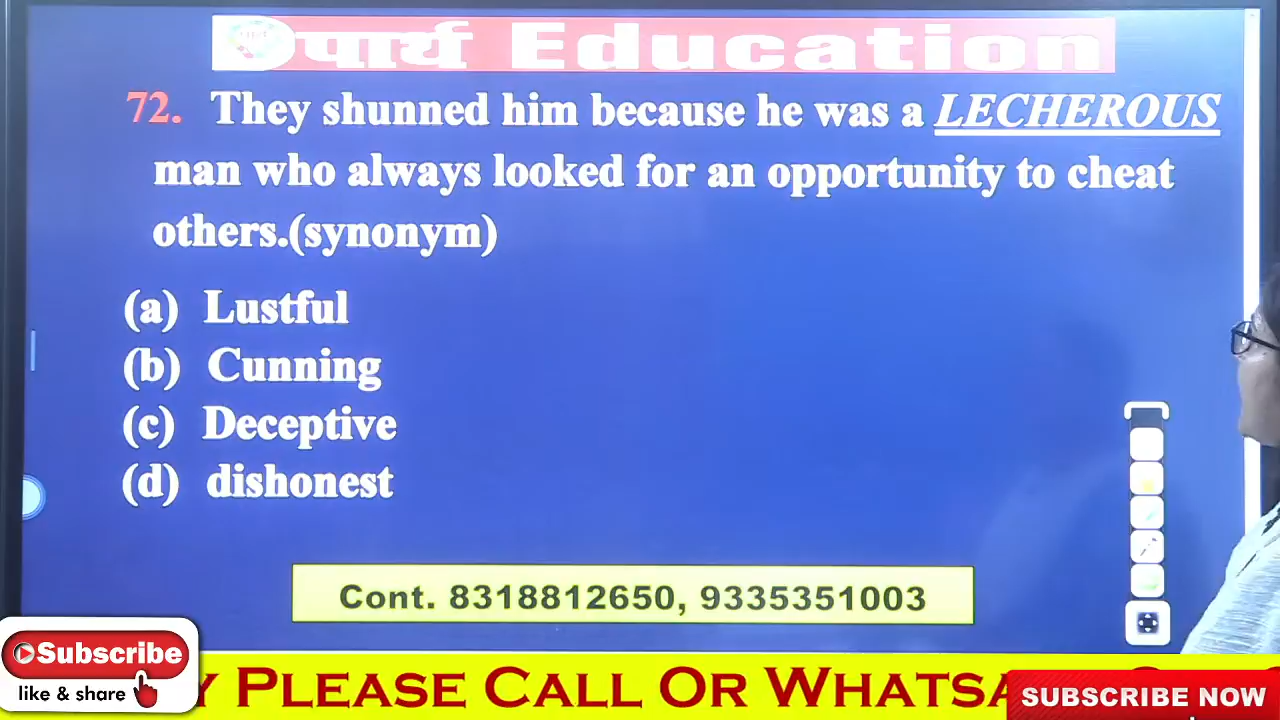 पार्थ Education
72. They shunned him because he was a LECHEROUS
man who always looked for an opportunity to cheat
others.(synonym)
(a) Lustful
(b) Cunning
(c) Deceptive
(d) dishonest
Cont. 8318812650, 9335351003
Subscribe
like & share
Y PLEASE CALL OR WHATSA
SUBSCRIBE NOW